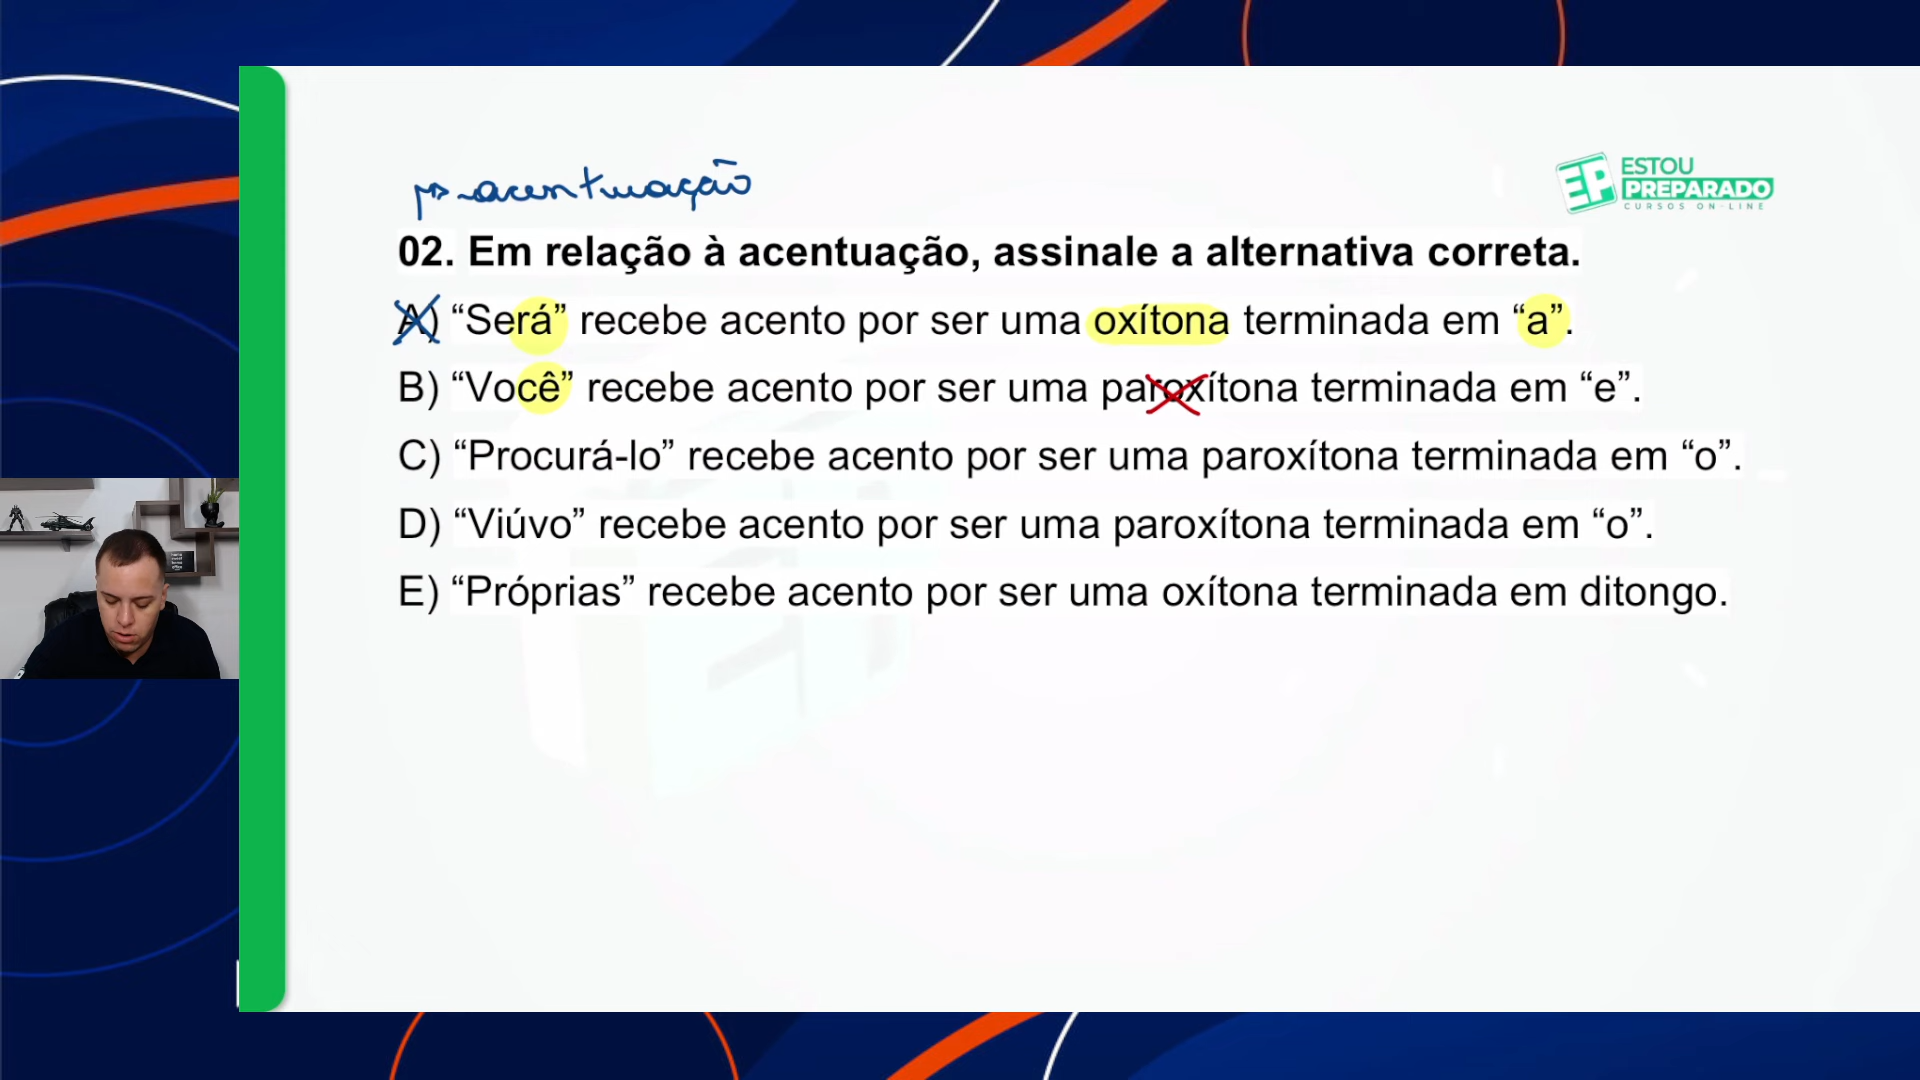 acentuação
ESTOU
EP PREPARADO
CURSOS ON-LINE
02. Em relação à acentuação, assinale a alternativa correta.
A) “Será” recebe acento por ser uma oxítona terminada em “a”.
B) “Você” recebe acento por ser uma paroxítona terminada em “e”.
C) “Procurá-lo” recebe acento por ser uma paroxítona terminada em “o”.
D) “Viúvo” recebe acento por ser uma paroxítona terminada em “o”.
E) “Próprias” recebe acento por ser uma oxítona terminada em ditongo.